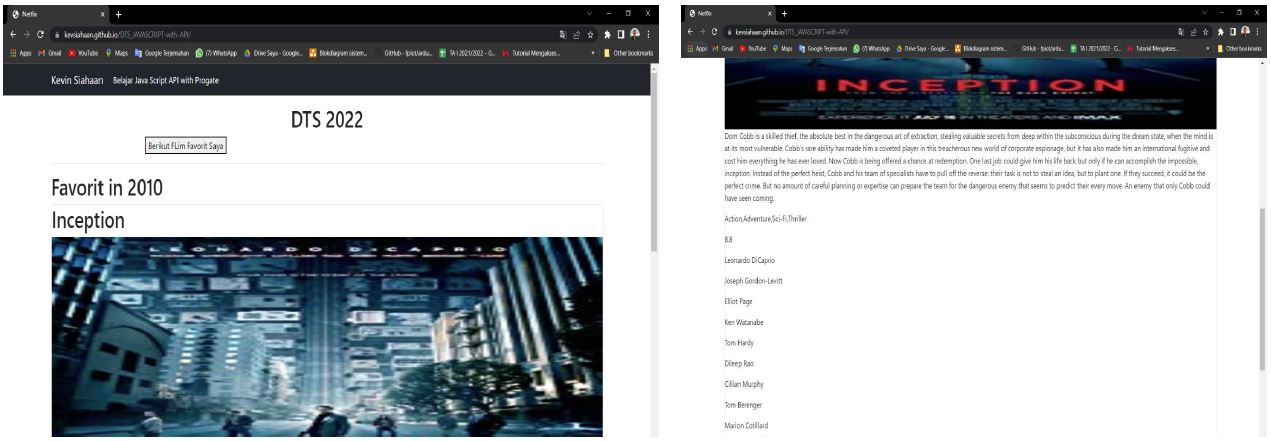 Netflix
kevsiahaan.github.io/DTS_JAVASCRIPT-with-API/
Apps Gmail YouTube Maps Google Terjemahan (7) WhatsApp Drive Saya - Google... Blokdiagram sistem... GitHub - TA I 2021/2022 - G... Tutorial Mengakses... Other bookmarks
Kevin Siahaan Belajar Java Script API with Progate
DTS 2022
Berikut FLim Favorit Saya
Favorit in 2010
Inception
LEONARDO DiCAPRIO
Netflix
kevsiahaan.github.io/DTS_JAVASCRIPT-with-API/
Apps Gmail YouTube Maps Google Terjemahan (7) WhatsApp Drive Saya - Google... Blokdiagram sistem... GitHub - TA I 2021/2022 - G... Tutorial Mengakses... Other bookmarks
INCEPTION
EXPERIENCE IT JULY 16 IN THEATERS AND IMAX
Dom Cobb is a skilled thief, the absolute best in the dangerous art of extraction, stealing valuable secrets from deep within the subconscious during the dream state, when the mind is
at its most vulnerable. Cobb's rare ability has made him a coveted player in this treacherous new world of corporate espionage, but it has also made him an international fugitive and
cost him everything he has ever loved. Now Cobb is being offered a chance at redemption. One last job could give him his life back but only if he can accomplish the impossible,
inception. Instead of the perfect heist, Cobb and his team of specialists have to pull off the reverse: their task is not to steal an idea, but to plant one. If they succeed, it could be the
perfect crime. But no amount of careful planning or expertise can prepare the team for the dangerous enemy that seems to predict their every move. An enemy that only Cobb could
have seen coming.
Action,Adventure,Sci-Fi,Thriller
8.8
Leonardo DiCaprio
Joseph Gordon-Levitt
Elliot Page
Ken Watanabe
Tom Hardy
Dileep Rao
Cillian Murphy
Tom Berenger
Marion Cotillard